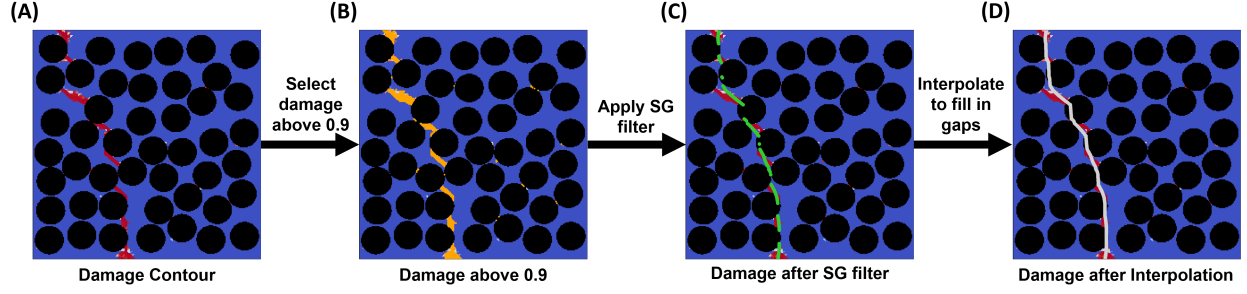 (A)
(B)
(C)
(D)
Select
damage
above 0.9
Apply SG
filter
Interpolate
to fill in
gaps
Damage Contour
Damage above 0.9
Damage after SG filter
Damage after Interpolation